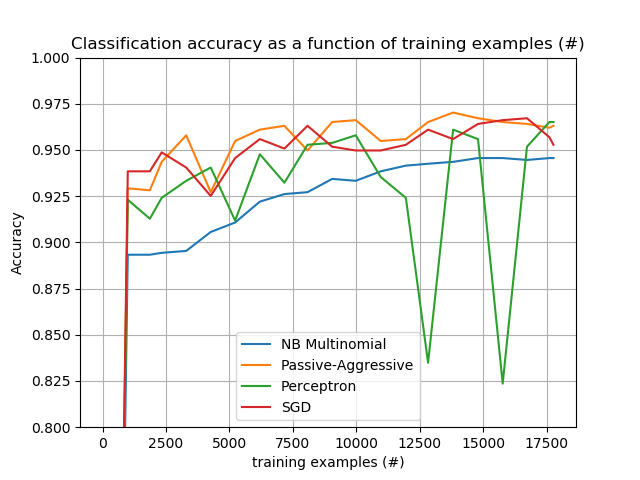 Classification accuracy as a function of training examples (#)
1.000
0.975
0.950
0.925
0.900
0.875
0.850
0.825
0.800
Accuracy
NB Multinomial
Passive-Aggressive
Perceptron
SGD
0 2500 5000 7500 10000 12500 15000 17500
training examples (#)